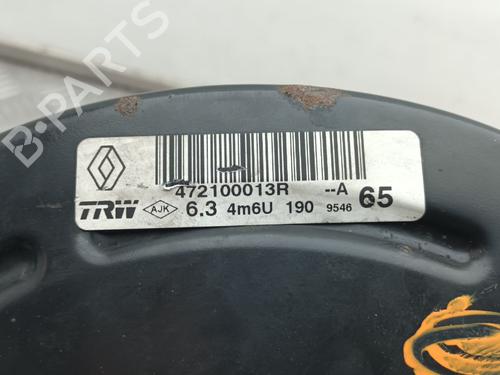 B-PARTS
472100013R --A
TRW AJK 6.3 4m6U 190 9546 65